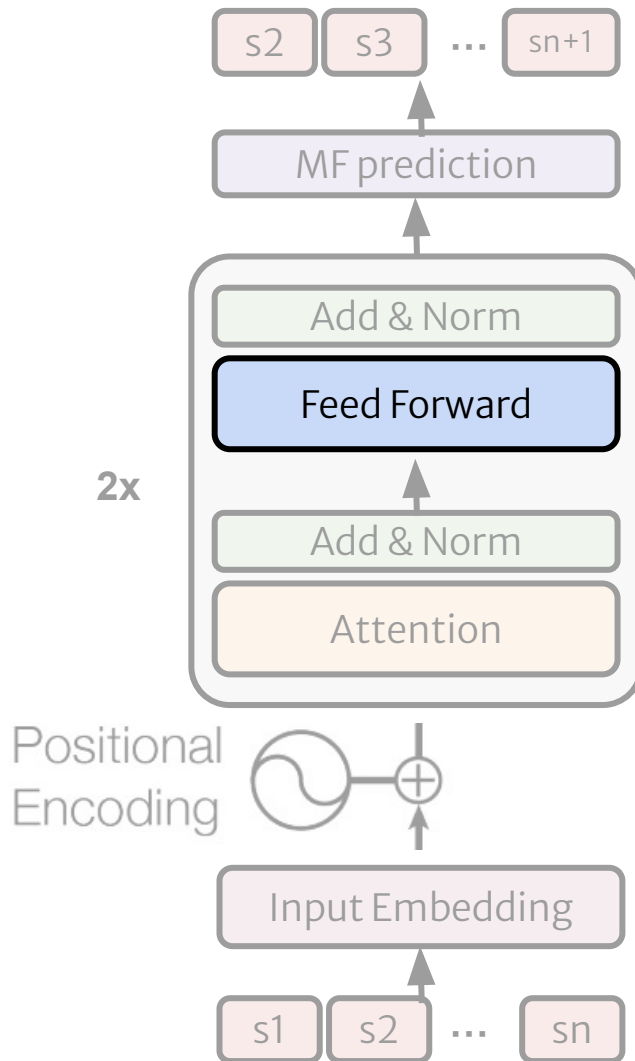 s2 s3 ... sn+1
MF prediction
Add & Norm
Feed Forward
2x
Add & Norm
Attention
Positional
Encoding
Input Embedding
s1 s2 ... sn